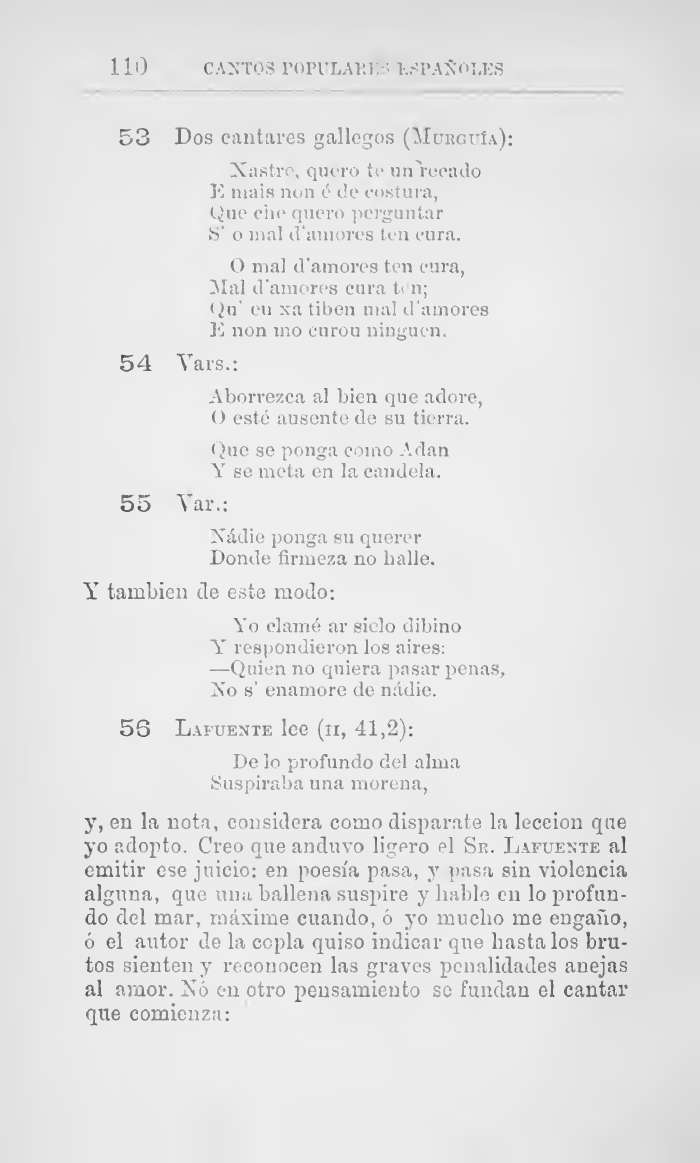 110 CANTOS POPULARES ESPAÑOLES
53 Dos cantares gallegos (MURGUÍA):
Xastre, quero te un recado
E mais non é de costura,
Que che quero perguntar
S' o mal d'amores ten cura.
O mal d'amores ten cura,
Mal d'amores cura ten;
Qu' eu xa tiben mal d'amores
E non mo curou ninguen.
54 Vars.:
Aborrezca al bien que adore,
O esté ausente de su tierra.
Que se ponga como Adan
Y se meta en la candela.
55 Var.:
Nádie ponga su querer
Donde firmeza no halle.
Y tambien de este modo:
Yo clamé ar sielo dibino
Y respondieron los aires:
—Quien no quiera pasar penas,
No s' enamore de nádie.
56 LAFUENTE lee (II, 41,2):
De lo profundo del alma
Suspiraba una morena,
y, en la nota, considera como disparate la leccion que
yo adopto. Creo que anduvo ligero el SR. LAFUENTE al
emitir ese juicio: en poesía pasa, y pasa sin violencia
alguna, que una ballena suspire y hable en lo profun-
do del mar, máxime cuando, ó yo mucho me engaño,
ó el autor de la copla quiso indicar que hasta los bru-
tos sienten y reconocen las graves penalidades anejas
al amor. Nó en otro pensamiento se fundan el cantar
que comienza: